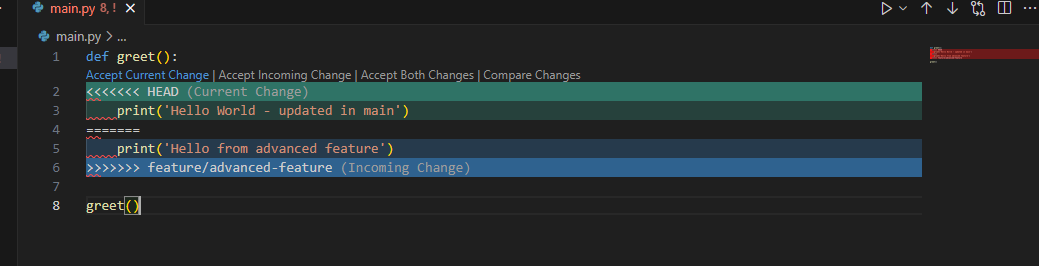 main.py 8, !
main.py > ...
1 def greet():
Accept Current Change | Accept Incoming Change | Accept Both Changes | Compare Changes
2 <<<<<<< HEAD (Current Change)
3     print('Hello World - updated in main')
4 =======
5     print('Hello from advanced feature')
6 >>>>>>> feature/advanced-feature (Incoming Change)
7
8 greet()